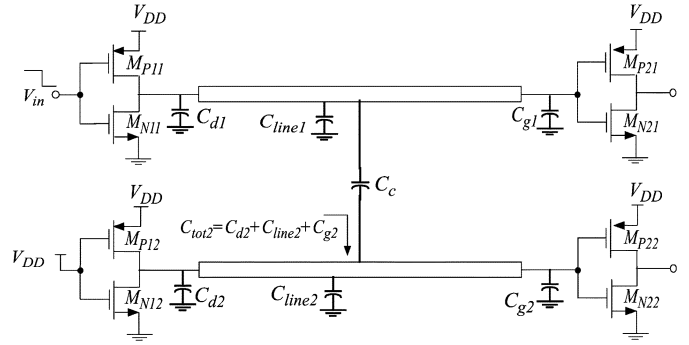 V_DD V_DD
M_P11 M_P21
V_in
M_N11 C_d1 C_line1 C_g1 M_N21
C_c
V_DD V_DD
C_tot2=C_d2+C_line2+C_g2
M_P12 M_P22
V_DD
M_N12 C_d2 C_line2 C_g2 M_N22